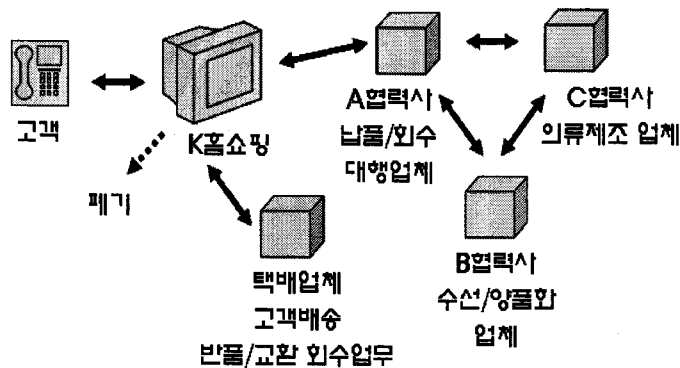 고객
K홈쇼핑
폐기
A협력사
납품/회수
대행업체
C협력사
의류제조 업체
택배업체
고객배송
반품/교환 회수업무
B협력사
수선/양품화
업체